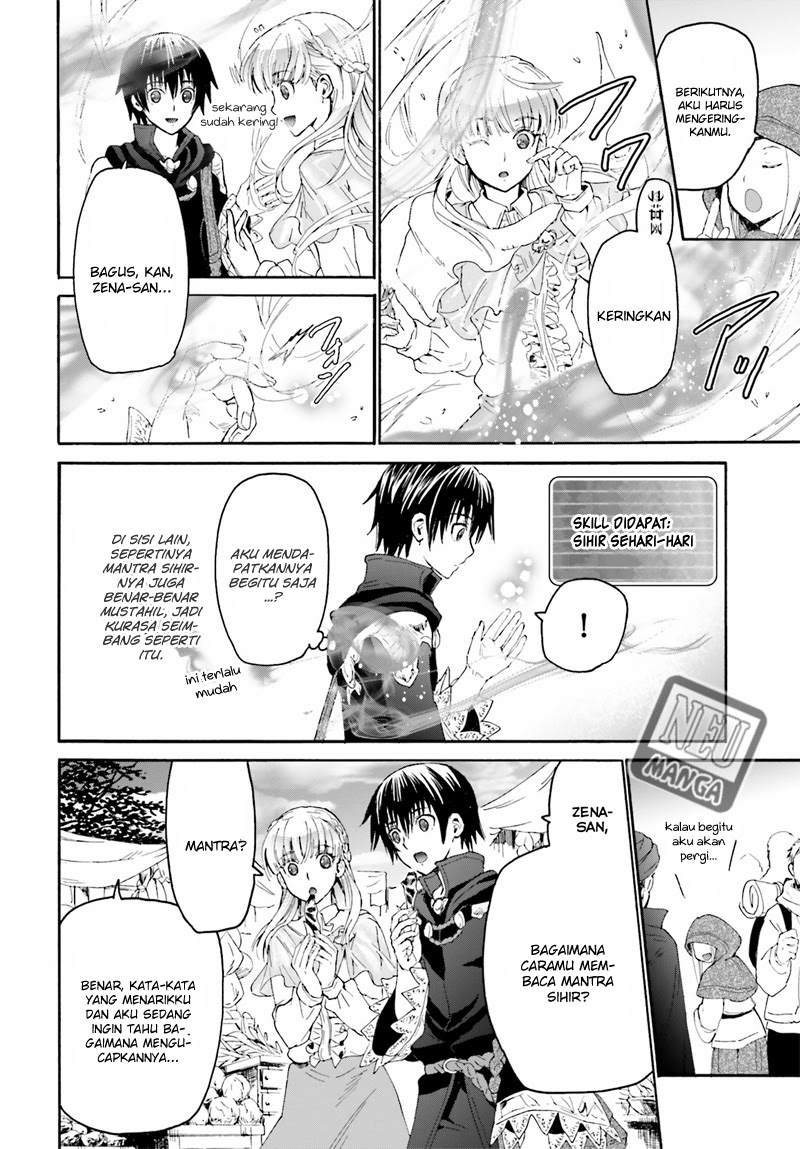 BERIKUTNYA,
AKU HARUS
MENGERING-
KANMU.
KERINGKAN
sekarang
sudah kering!
BAGUS, KAN,
ZENA-SAN...
フォン
SKILL DIDAPAT:
SIHIR SEHARI-HARI
!
AKU MENDA-
PATKANNYA
BEGITU SAJA
...?
ini terlalu
mudah
DI SISI LAIN,
SEPERTINYA
MANTRA SIHIR-
NYA JUGA
BENAR-BENAR
MUSTAHIL, JADI
KURASA SEIM-
BANG SEPERTI
ITU.
NEU
MANGA
kalau begitu
aku akan
pergi...
ZENA-
SAN,
BAGAIMANA
CARAMU MEM-
BACA MANTRA
SIHIR?
MANTRA?
BENAR, KATA-KATA
YANG MENARIKKU
DAN AKU SEDANG
INGIN TAHU BA-
GAIMANA MENGU-
CAPKANNYA...